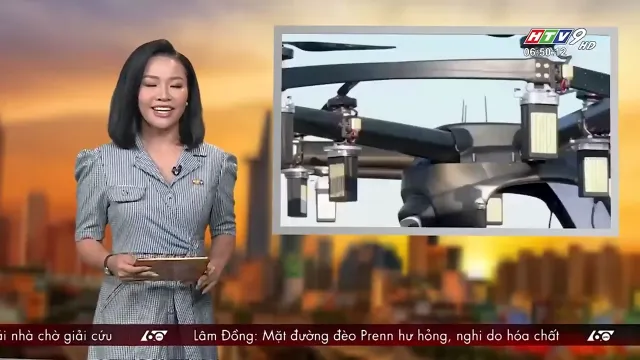 HTV9 HD
06:50:12
ải nhà chờ giải cứu
Lâm Đồng: Mặt đường đèo Prenn hư hỏng, nghi do hóa chất